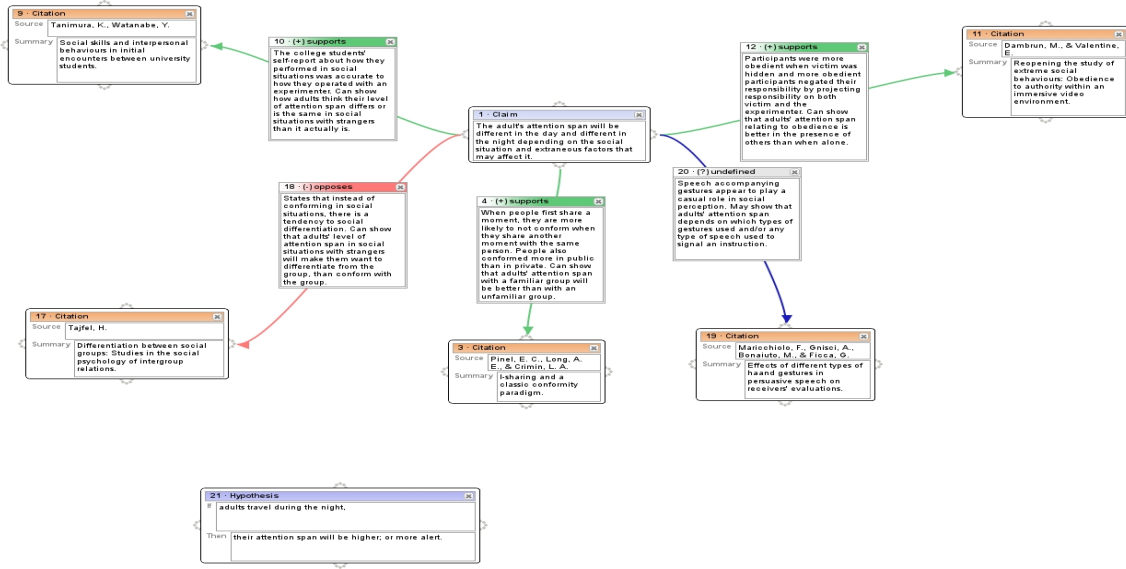 9 · Citation
Source
Tanimura, K., Watanabe, Y.
Summary
Social skills and interpersonal
behaviours in initial
encounters between university
students.
10 · (+) supports
The college students'
self-report about how they
performed in social
situations was accurate to
how they operated with an
experimenter. Can show
how adults think their level
of attention span differs or
is the same in social
situations with strangers
than it actually is.
12 · (+) supports
Participants were more
obedient when victim was
hidden and more obedient
participants negated their
responsibility by projecting
responsibility on both
victim and the
experimenter. Can show
that adults' attention span
relating to obedience is
better in the presence of
others than when alone.
11 · Citation
Source
Dambrun, M., & Valentine,
E.
Summary
Reopening the study of
extreme social
behaviours: Obedience
to authority within an
immersive video
environment.
1 · Claim
The adult's attention span will be
different in the day and different in
the night depending on the social
situation and extraneous factors that
may affect it.
18 · (-) opposes
States that instead of
conforming in social
situations, there is a
tendency to social
differentiation. Can show
that adults' level of
attention span in social
situations with strangers
will make them want to
differentiate from the
group, than conform with
the group.
4 · (+) supports
When people first share a
moment, they are more
likely to not conform when
they share another
moment with the same
person. People also
conformed more in public
than in private. Can show
that adults' attention span
with a familiar group will
be better than with an
unfamiliar group.
20 · (?) undefined
Speech accompanying
gestures appear to play a
casual role in social
perception. May show that
adults' attention span
depends on which types of
gestures used and/or any
type of speech used to
signal an instruction.
17 · Citation
Source
Tajfel, H.
Summary
Differentiation between social
groups: Studies in the social
psychology of intergroup
relations.
3 · Citation
Source
Pinel, E. C., Long, A.
E., & Crimin, L. A.
Summary
I-sharing and a
classic conformity
paradigm.
19 · Citation
Source
Maricchiolo, F., Gnisci, A.,
Bonaiuto, M., & Ficca, G.
Summary
Effects of different types of
haand gestures in
persuasive speech on
receivers' evaluations.
21 · Hypothesis
If
adults travel during the night,
Then
their attention span will be higher; or more alert.